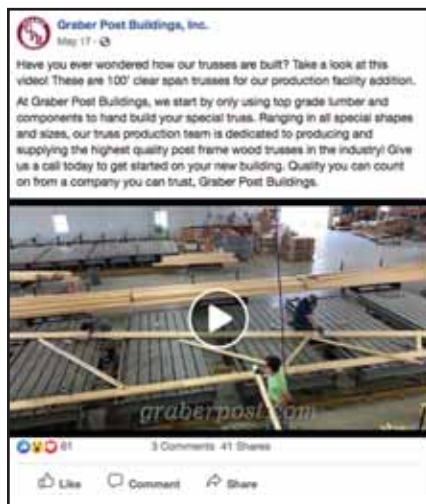 Graber Post Buildings, Inc.
May 17 ·
Have you ever wondered how our trusses are built? Take a look at this
video! These are 100' clear span trusses for our production facility addition.
At Graber Post Buildings, we start by only using top grade lumber and
components to hand build your special truss. Ranging in all special shapes
and sizes, our truss production team is dedicated to producing and
supplying the highest quality post frame wood trusses in the industry! Give
us a call today to get started on your new building. Quality you can count
on from a company you can trust, Graber Post Buildings.
graberpost.com
61 3 Comments 41 Shares
Like Comment Share